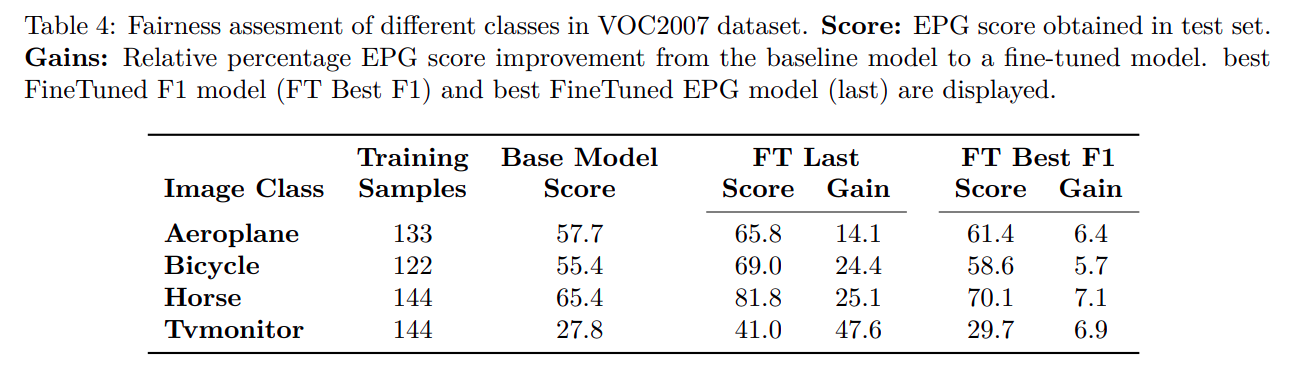 Table 4: Fairness assesment of different classes in VOC2007 dataset. Score: EPG score obtained in test set.
Gains: Relative percentage EPG score improvement from the baseline model to a fine-tuned model. best
FineTuned F1 model (FT Best F1) and best FineTuned EPG model (last) are displayed.
Training Base Model FT Last FT Best F1
Image Class Samples Score Score Gain Score Gain
Aeroplane 133 57.7 65.8 14.1 61.4 6.4
Bicycle 122 55.4 69.0 24.4 58.6 5.7
Horse 144 65.4 81.8 25.1 70.1 7.1
Tvmonitor 144 27.8 41.0 47.6 29.7 6.9